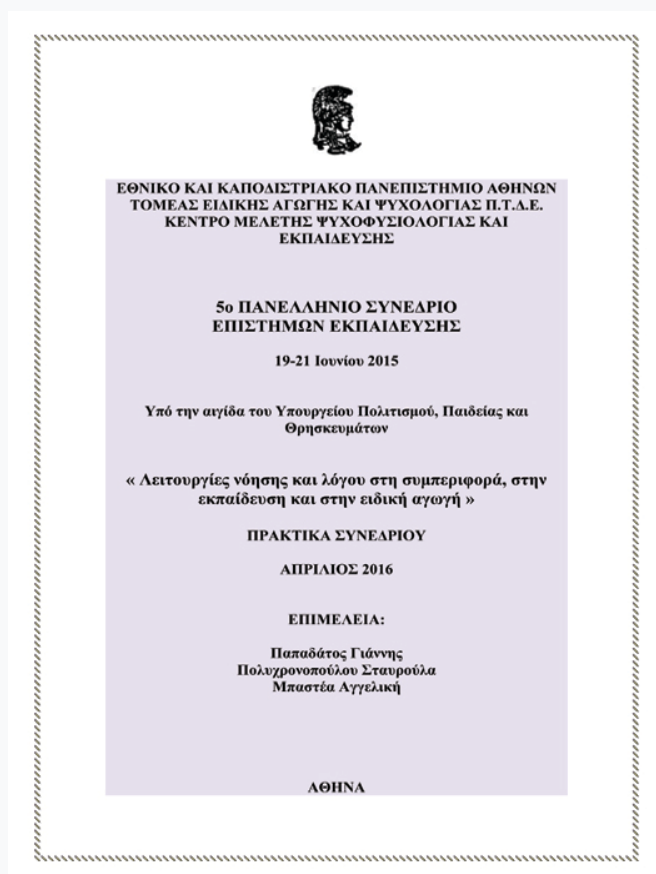 ΕΘΝΙΚΟ ΚΑΙ ΚΑΠΟΔΙΣΤΡΙΑΚΟ ΠΑΝΕΠΙΣΤΗΜΙΟ ΑΘΗΝΩΝ
ΤΟΜΕΑΣ ΕΙΔΙΚΗΣ ΑΓΩΓΗΣ ΚΑΙ ΨΥΧΟΛΟΓΙΑΣ Π.Τ.Δ.Ε.
ΚΕΝΤΡΟ ΜΕΛΕΤΗΣ ΨΥΧΟΦΥΣΙΟΛΟΓΙΑΣ ΚΑΙ
ΕΚΠΑΙΔΕΥΣΗΣ
5ο ΠΑΝΕΛΛΗΝΙΟ ΣΥΝΕΔΡΙΟ
ΕΠΙΣΤΗΜΩΝ ΕΚΠΑΙΔΕΥΣΗΣ
19-21 Ιουνίου 2015
Υπό την αιγίδα του Υπουργείου Πολιτισμού, Παιδείας και
Θρησκευμάτων
« Λειτουργίες νόησης και λόγου στη συμπεριφορά, στην
εκπαίδευση και στην ειδική αγωγή »
ΠΡΑΚΤΙΚΑ ΣΥΝΕΔΡΙΟΥ
ΑΠΡΙΛΙΟΣ 2016
ΕΠΙΜΕΛΕΙΑ:
Παπαδάτος Γιάννης
Πολυχρονοπούλου Σταυρούλα
Μπαστέα Αγγελική
ΑΘΗΝΑ